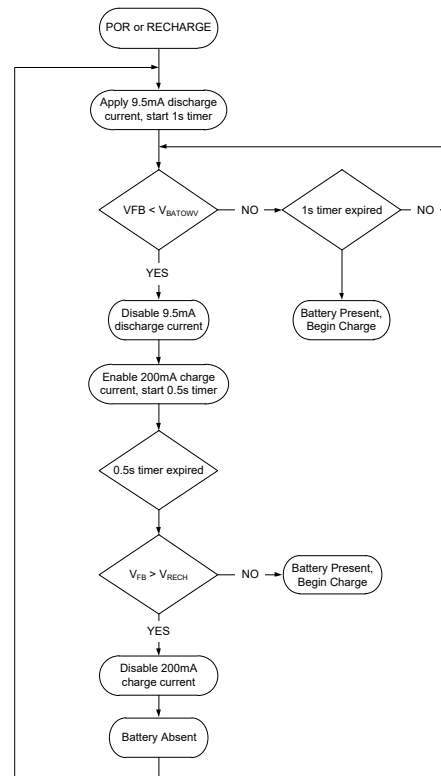 POR or RECHARGE
Apply 9.5mA discharge
current, start 1s timer
VFB < VBATOWV
NO
1s timer expired
NO
YES
Battery Present,
Begin Charge
Disable 9.5mA
discharge current
Enable 200mA charge
current, start 0.5s timer
0.5s timer expired
VFB > VRECH
NO
Battery Present,
Begin Charge
YES
Disable 200mA
charge current
Battery Absent